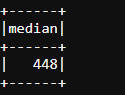 +------+
|median|
+------+
|   448|
+------+